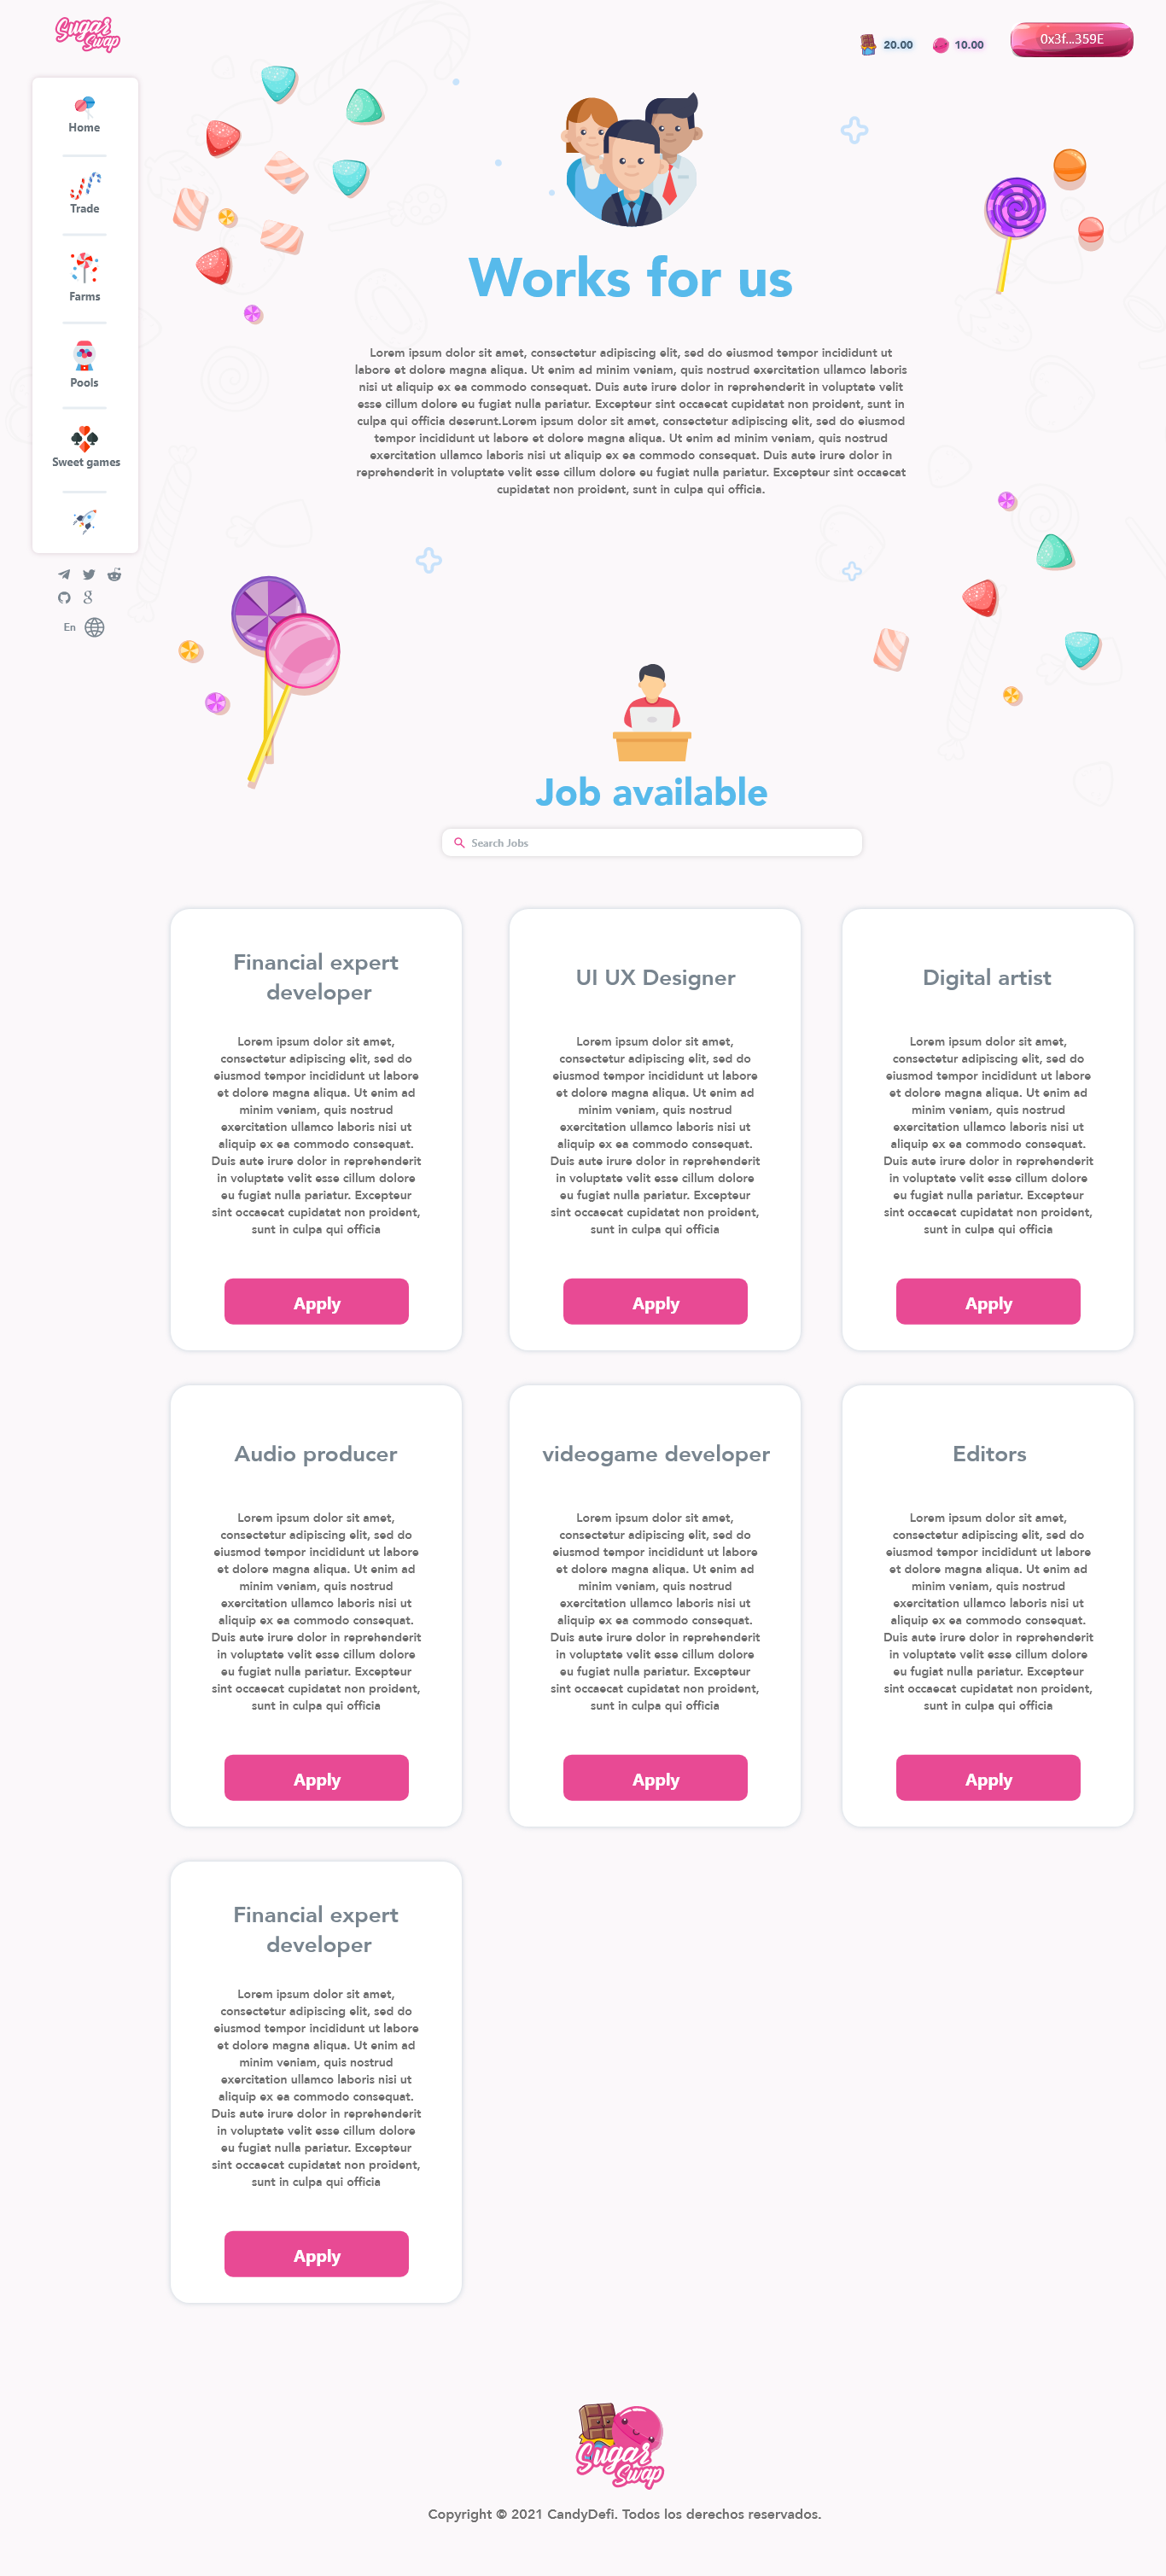 Sugar
Swap
20.00
10.00
0x3f...359E
Home
Trade
Farms
Pools
Sweet games
En
Works for us
Lorem ipsum dolor sit amet, consectetur adipiscing elit, sed do eiusmod tempor incididunt ut
labore et dolore magna aliqua. Ut enim ad minim veniam, quis nostrud exercitation ullamco laboris
nisi ut aliquip ex ea commodo consequat. Duis aute irure dolor in reprehenderit in voluptate velit
esse cillum dolore eu fugiat nulla pariatur. Excepteur sint occaecat cupidatat non proident, sunt in
culpa qui officia deserunt.Lorem ipsum dolor sit amet, consectetur adipiscing elit, sed do eiusmod
tempor incididunt ut labore et dolore magna aliqua. Ut enim ad minim veniam, quis nostrud
exercitation ullamco laboris nisi ut aliquip ex ea commodo consequat. Duis aute irure dolor in
reprehenderit in voluptate velit esse cillum dolore eu fugiat nulla pariatur. Excepteur sint occaecat
cupidatat non proident, sunt in culpa qui officia.
Job available
Search Jobs
Financial expert
developer
Lorem ipsum dolor sit amet,
consectetur adipiscing elit, sed do
eiusmod tempor incididunt ut labore
et dolore magna aliqua. Ut enim ad
minim veniam, quis nostrud
exercitation ullamco laboris nisi ut
aliquip ex ea commodo consequat.
Duis aute irure dolor in reprehenderit
in voluptate velit esse cillum dolore
eu fugiat nulla pariatur. Excepteur
sint occaecat cupidatat non proident,
sunt in culpa qui officia
Apply
UI UX Designer
Lorem ipsum dolor sit amet,
consectetur adipiscing elit, sed do
eiusmod tempor incididunt ut labore
et dolore magna aliqua. Ut enim ad
minim veniam, quis nostrud
exercitation ullamco laboris nisi ut
aliquip ex ea commodo consequat.
Duis aute irure dolor in reprehenderit
in voluptate velit esse cillum dolore
eu fugiat nulla pariatur. Excepteur
sint occaecat cupidatat non proident,
sunt in culpa qui officia
Apply
Digital artist
Lorem ipsum dolor sit amet,
consectetur adipiscing elit, sed do
eiusmod tempor incididunt ut labore
et dolore magna aliqua. Ut enim ad
minim veniam, quis nostrud
exercitation ullamco laboris nisi ut
aliquip ex ea commodo consequat.
Duis aute irure dolor in reprehenderit
in voluptate velit esse cillum dolore
eu fugiat nulla pariatur. Excepteur
sint occaecat cupidatat non proident,
sunt in culpa qui officia
Apply
Audio producer
Lorem ipsum dolor sit amet,
consectetur adipiscing elit, sed do
eiusmod tempor incididunt ut labore
et dolore magna aliqua. Ut enim ad
minim veniam, quis nostrud
exercitation ullamco laboris nisi ut
aliquip ex ea commodo consequat.
Duis aute irure dolor in reprehenderit
in voluptate velit esse cillum dolore
eu fugiat nulla pariatur. Excepteur
sint occaecat cupidatat non proident,
sunt in culpa qui officia
Apply
videogame developer
Lorem ipsum dolor sit amet,
consectetur adipiscing elit, sed do
eiusmod tempor incididunt ut labore
et dolore magna aliqua. Ut enim ad
minim veniam, quis nostrud
exercitation ullamco laboris nisi ut
aliquip ex ea commodo consequat.
Duis aute irure dolor in reprehenderit
in voluptate velit esse cillum dolore
eu fugiat nulla pariatur. Excepteur
sint occaecat cupidatat non proident,
sunt in culpa qui officia
Apply
Editors
Lorem ipsum dolor sit amet,
consectetur adipiscing elit, sed do
eiusmod tempor incididunt ut labore
et dolore magna aliqua. Ut enim ad
minim veniam, quis nostrud
exercitation ullamco laboris nisi ut
aliquip ex ea commodo consequat.
Duis aute irure dolor in reprehenderit
in voluptate velit esse cillum dolore
eu fugiat nulla pariatur. Excepteur
sint occaecat cupidatat non proident,
sunt in culpa qui officia
Apply
Financial expert
developer
Lorem ipsum dolor sit amet,
consectetur adipiscing elit, sed do
eiusmod tempor incididunt ut labore
et dolore magna aliqua. Ut enim ad
minim veniam, quis nostrud
exercitation ullamco laboris nisi ut
aliquip ex ea commodo consequat.
Duis aute irure dolor in reprehenderit
in voluptate velit esse cillum dolore
eu fugiat nulla pariatur. Excepteur
sint occaecat cupidatat non proident,
sunt in culpa qui officia
Apply
Sugar
Swap
Copyright © 2021 CandyDefi. Todos los derechos reservados.